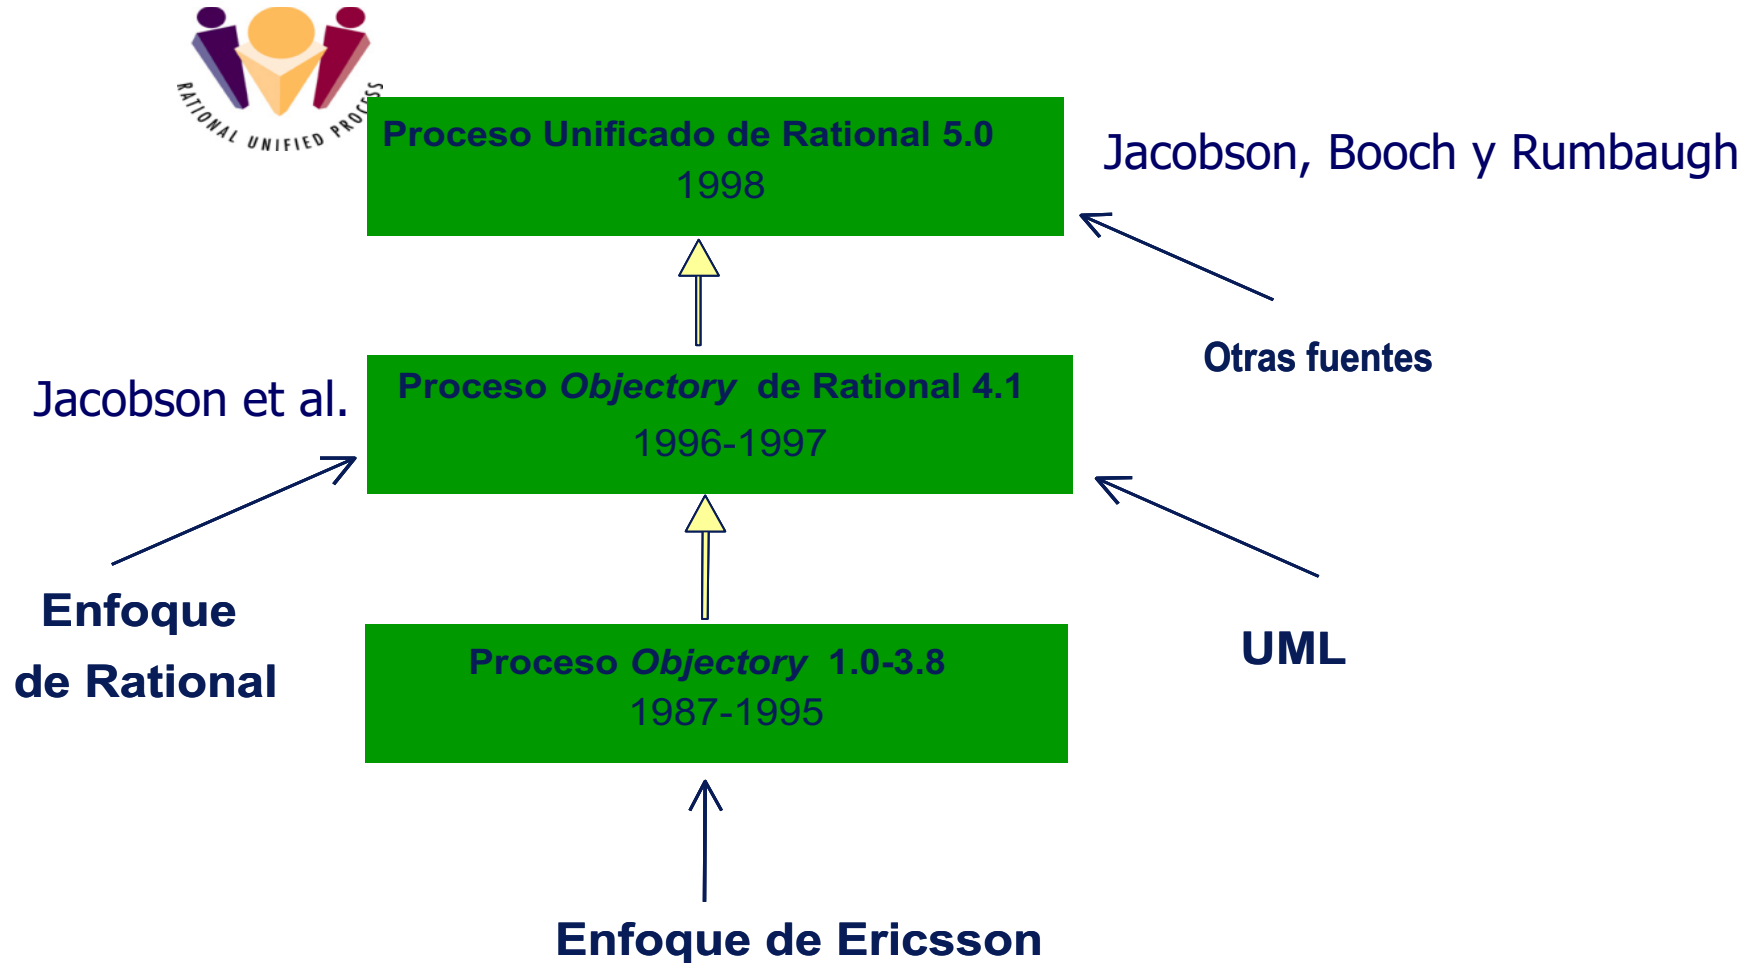 RATIONAL UNIFIED PROCESS
Proceso Unificado de Rational 5.0
1998
Jacobson, Booch y Rumbaugh
Otras fuentes
Jacobson et al.
Proceso Objectory de Rational 4.1
1996-1997
Enfoque
de Rational
UML
Proceso Objectory 1.0-3.8
1987-1995
Enfoque de Ericsson